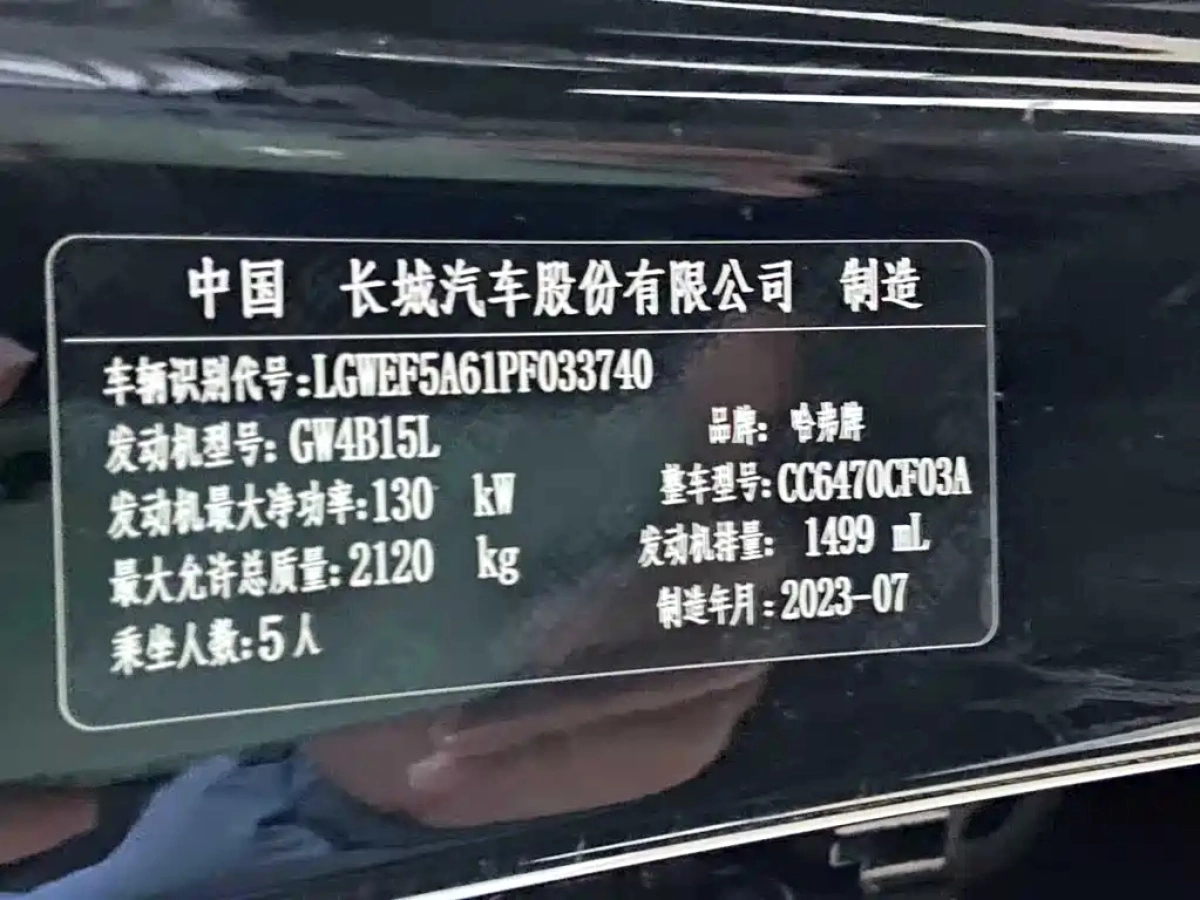 中国 长城汽车股份有限公司 制造
车辆识别代号:LGWEF5A61PF033740
发动机型号: GW4B15L
品牌: 哈弗牌
发动机最大净功率:130 kW
整车型号:CC6470CF03A
最大允许总质量:2120 kg
发动机排量: 1499 mL
乘坐人数:5人
制造年月:2023-07